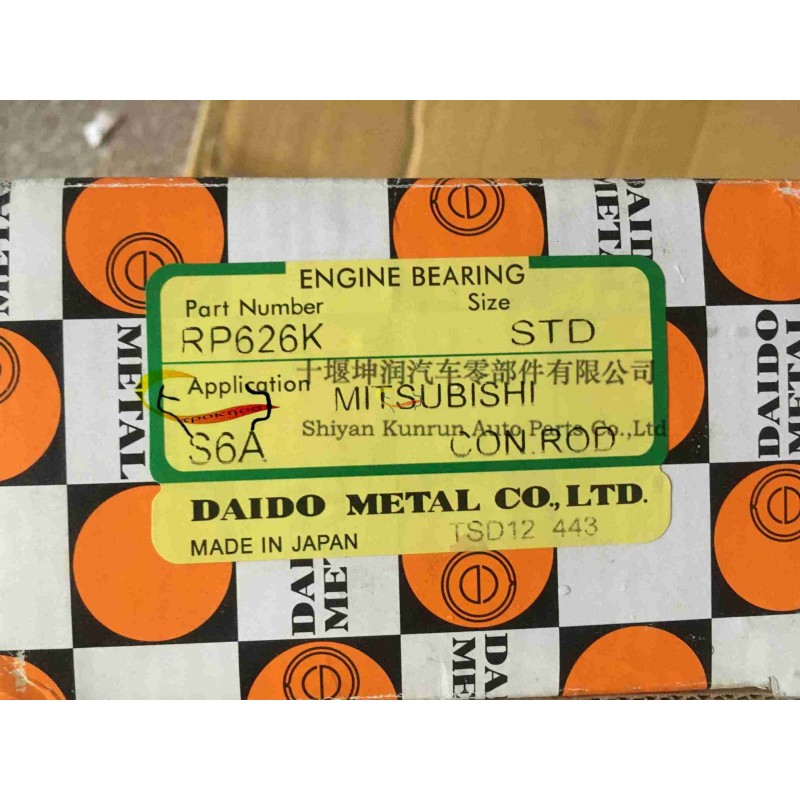 ENGINE BEARING
Part Number Size
RP626K STD
十堰坤润汽车零部件有限公司
Application MITSUBISHI
Shiyan Kunrun Auto Parts Co.,Ltd
S6A CON.ROD
DAIDO METAL CO.,LTD.
MADE IN JAPAN TSD12 443
METAL
DAIDO
METAL
DAIDO
METAL
DAIDO
METAL